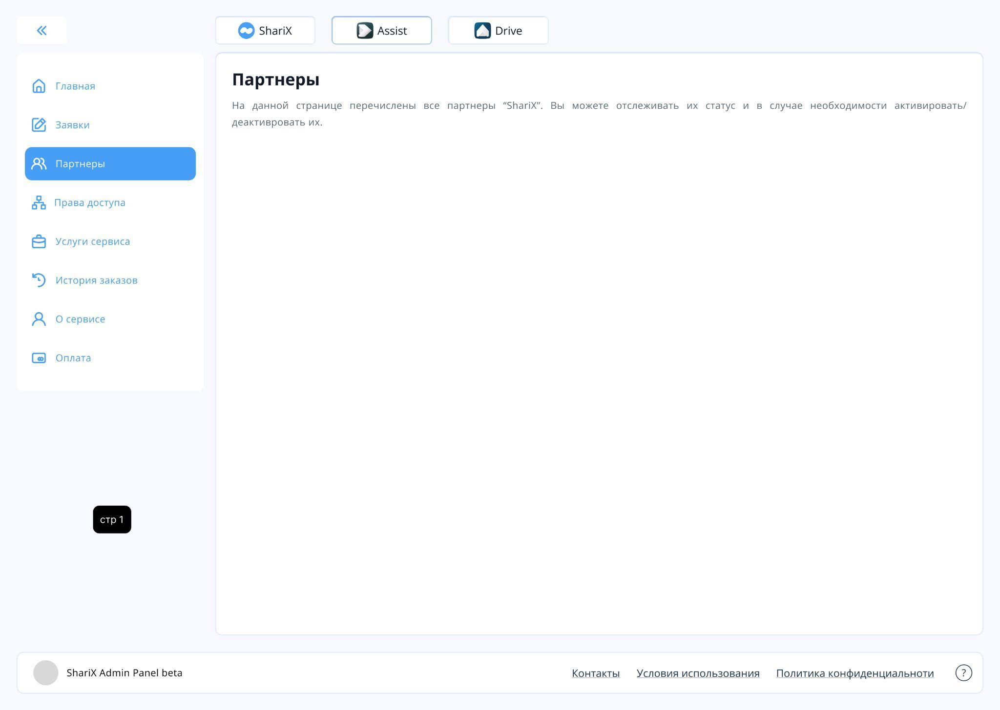 ShariX
Assist
Drive
Главная
Заявки
Партнеры
Права доступа
Услуги сервиса
История заказов
О сервисе
Оплата
Партнеры
На данной странице перечислены все партнеры “ShariX”. Вы можете отслеживать их статус и в случае необходимости активировать/
деактивровать их.
стр 1
ShariX Admin Panel beta
Контакты
Условия использования
Политика конфиденциальноти
?